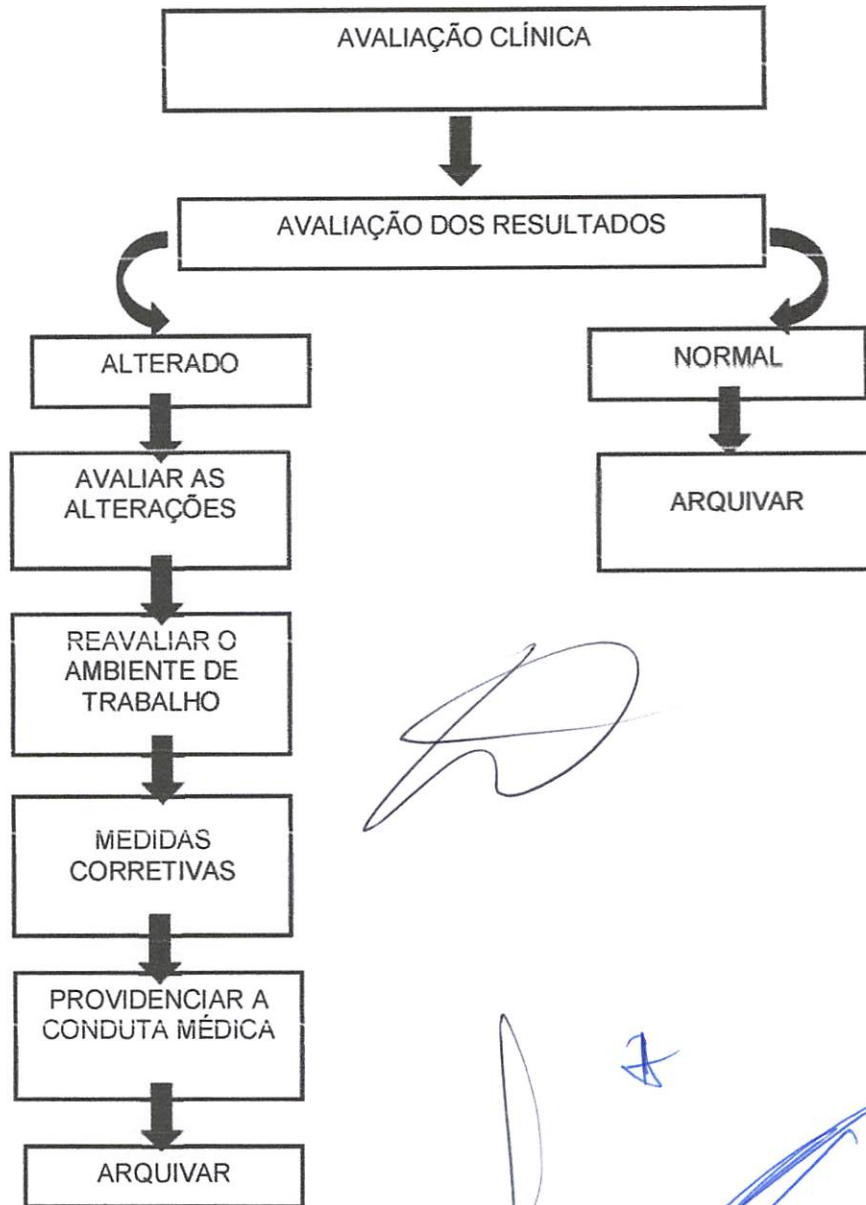 AVALIAÇÃO CLÍNICA
AVALIAÇÃO DOS RESULTADOS
ALTERADO
NORMAL
AVALIAR AS
ALTERAÇÕES
ARQUIVAR
REAVALIAR O
AMBIENTE DE
TRABALHO
MEDIDAS
CORRETIVAS
PROVIDENCIAR A
CONDUTA MÉDICA
ARQUIVAR